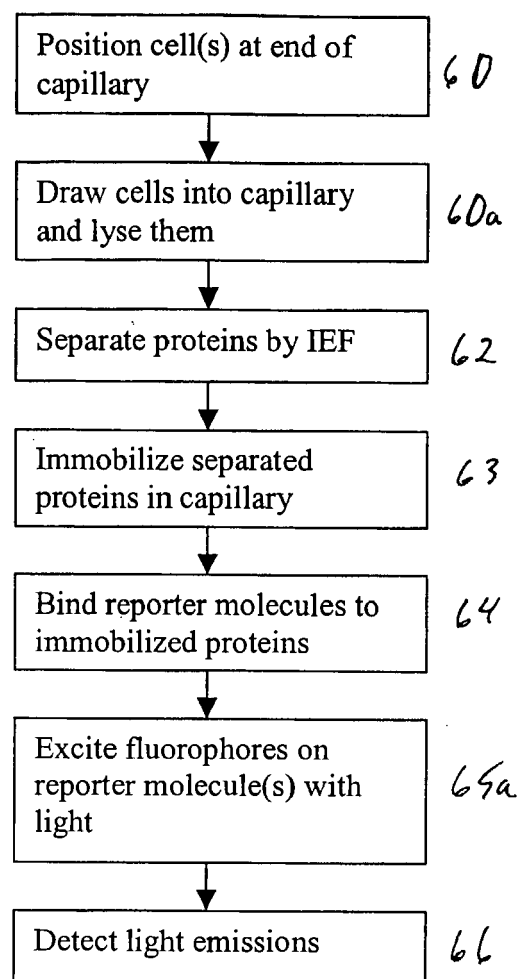 Position cell(s) at end of
capillary
60
Draw cells into capillary
and lyse them
60a
Separate proteins by IEF
62
Immobilize separated
proteins in capillary
63
Bind reporter molecules to
immobilized proteins
64
Excite fluorophores on
reporter molecule(s) with
light
65a
Detect light emissions
66